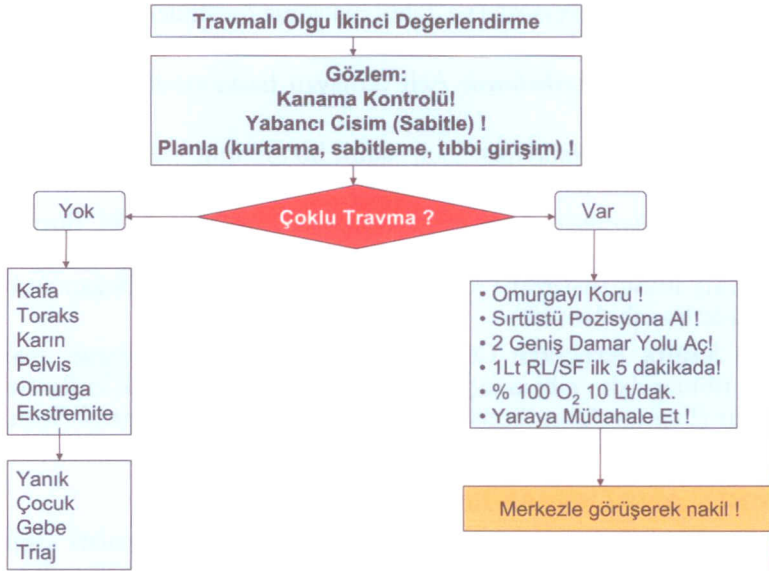 Travmalı Olgu İkinci Değerlendirme
Gözlem:
Kanama Kontrolü!
Yabancı Cisim (Sabitle) !
Planla (kurtarma, sabitleme, tıbbi girişim) !
Çoklu Travma ?
Yok
Kafa
Toraks
Karın
Pelvis
Omurga
Ekstremite
Yanık
Çocuk
Gebe
Triaj
Var
• Omurgayı Koru !
• Sırtüstü Pozisyona Al !
• 2 Geniş Damar Yolu Aç!
• 1Lt RL/SF ilk 5 dakikada!
• % 100 O₂ 10 Lt/dak.
• Yaraya Müdahale Et !
Merkezle görüşerek nakil !